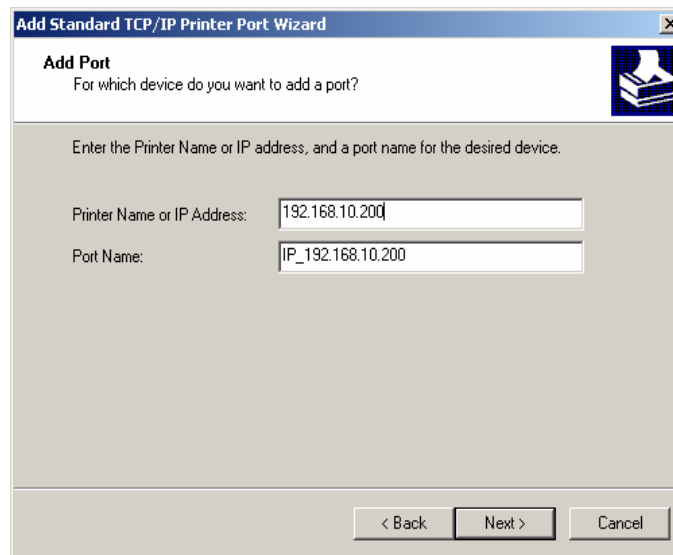 Add Standard TCP/IP Printer Port Wizard
Add Port
For which device do you want to add a port?
Enter the Printer Name or IP address, and a port name for the desired device.
Printer Name or IP Address: 192.168.10.200
Port Name: IP_192.168.10.200
< Back Next > Cancel